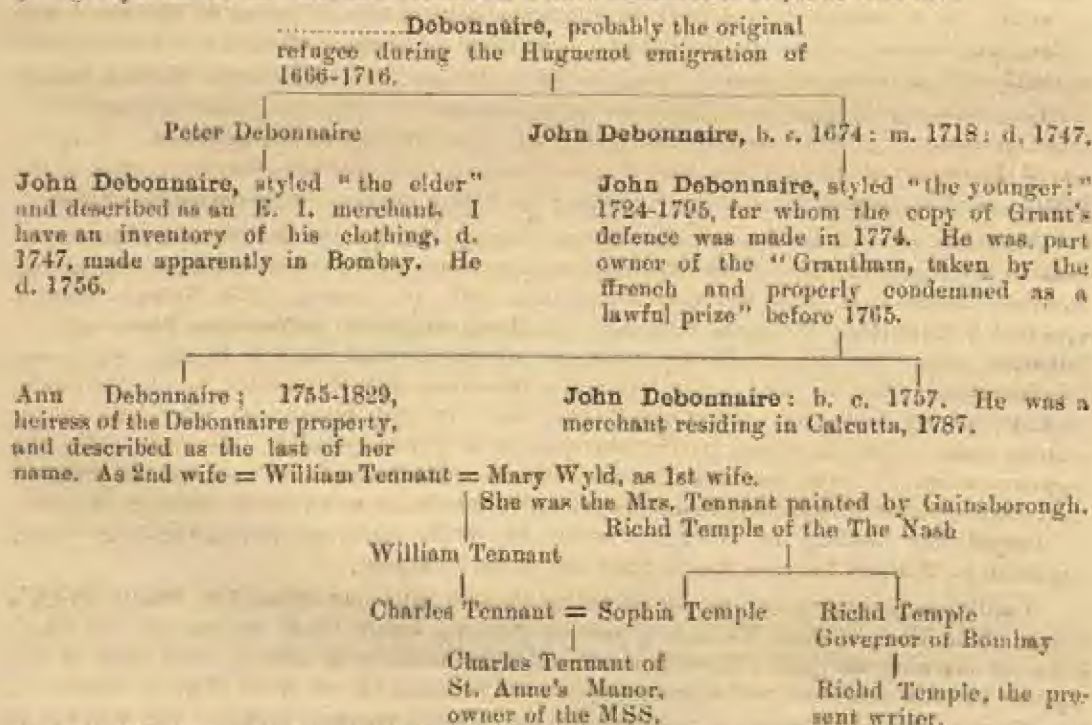 ...............Debonnaire, probably the original
refugee during the Huguenot emigration of
1666-1716.
Peter Debonnaire
John Debonnaire, b. c. 1674: m. 1718: d. 1747.
John Debonnaire, styled "the elder"
and described as an E. I. merchant. I
have an inventory of his clothing, d.
1747, made apparently in Bombay. He
d. 1756.
John Debonnaire, styled "the younger:"
1724-1795, for whom the copy of Grant's
defence was made in 1774. He was part
owner of the "Grantham, taken by the
ffrench and properly condemned as a
lawful prize" before 1765.
Ann Debonnaire; 1755-1829,
heiress of the Debonnaire property,
and described as the last of her
name. As 2nd wife = William Tennant = Mary Wyld, as 1st wife.
John Debonnaire: b. c. 1757. He was a
merchant residing in Calcutta, 1787.
She was the Mrs. Tennant painted by Gainsborough.
Richd Temple of the The Nash
William Tennant
Charles Tennant = Sophia Temple
Richd Temple
Governor of Bombay
Charles Tennant of
St. Anne's Manor,
owner of the MSS.
Richd Temple, the pre-
sent writer.